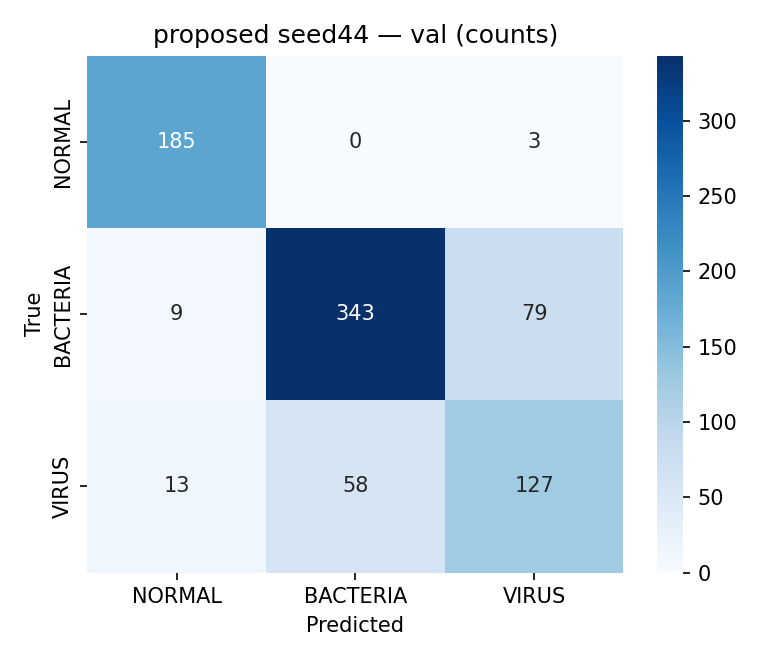 proposed seed44 — val (counts)
True
NORMAL
185 0 3
BACTERIA
9 343 79
VIRUS
13 58 127
NORMAL BACTERIA VIRUS
Predicted
300
250
200
150
100
50
0